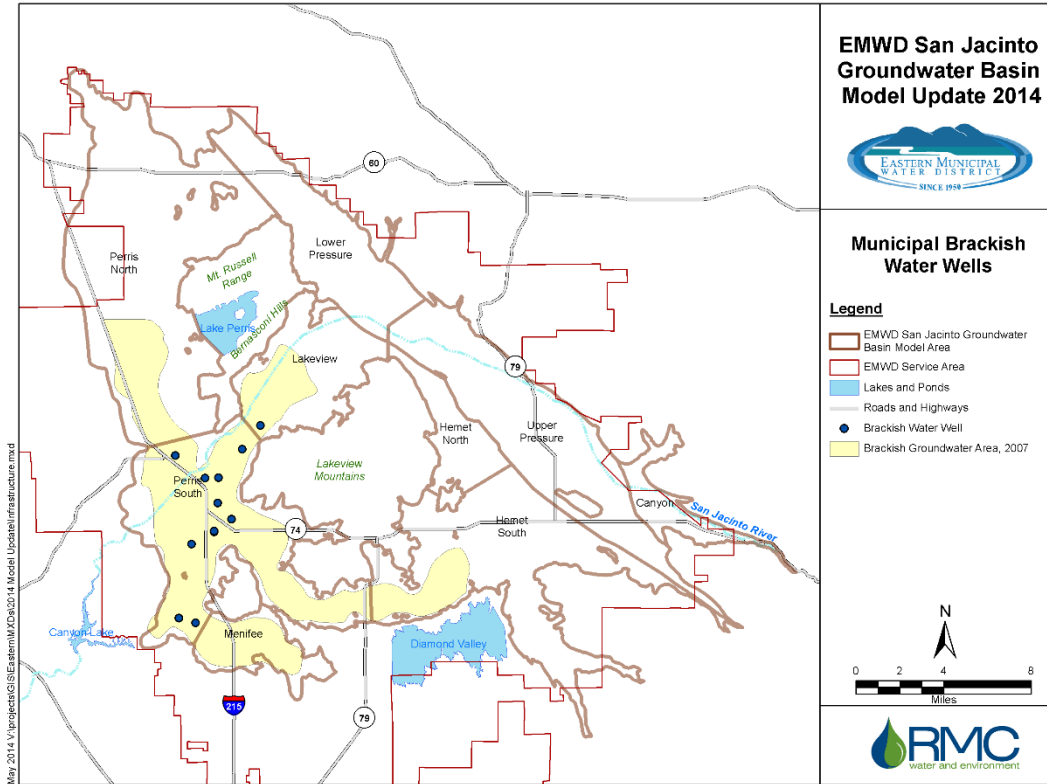 EMWD San Jacinto
Groundwater Basin
Model Update 2014
EASTERN MUNICIPAL
WATER DISTRICT
SINCE 1950
Municipal Brackish
Water Wells
Legend
EMWD San Jacinto Groundwater
Basin Model Area
EMWD Service Area
Lakes and Ponds
Roads and Highways
Brackish Water Well
Brackish Groundwater Area, 2007
N
0 2 4 8
Miles
RMC
water and environment
60
Lower
Pressure
Perris
North
Mt. Russell
Range
Lake Perris
Bernasconi Hills
Lakeview
79
Hemet
North
Upper
Pressure
Lakeview
Mountains
Perris
South
Canyon
San Jacinto River
74
Hemet
South
Canyon Lake
Menifee
Diamond Valley
215
79
May 2014 V:\projects\GIS\Eastern\MXDs\2014 Model Update\infrastructure.mxd